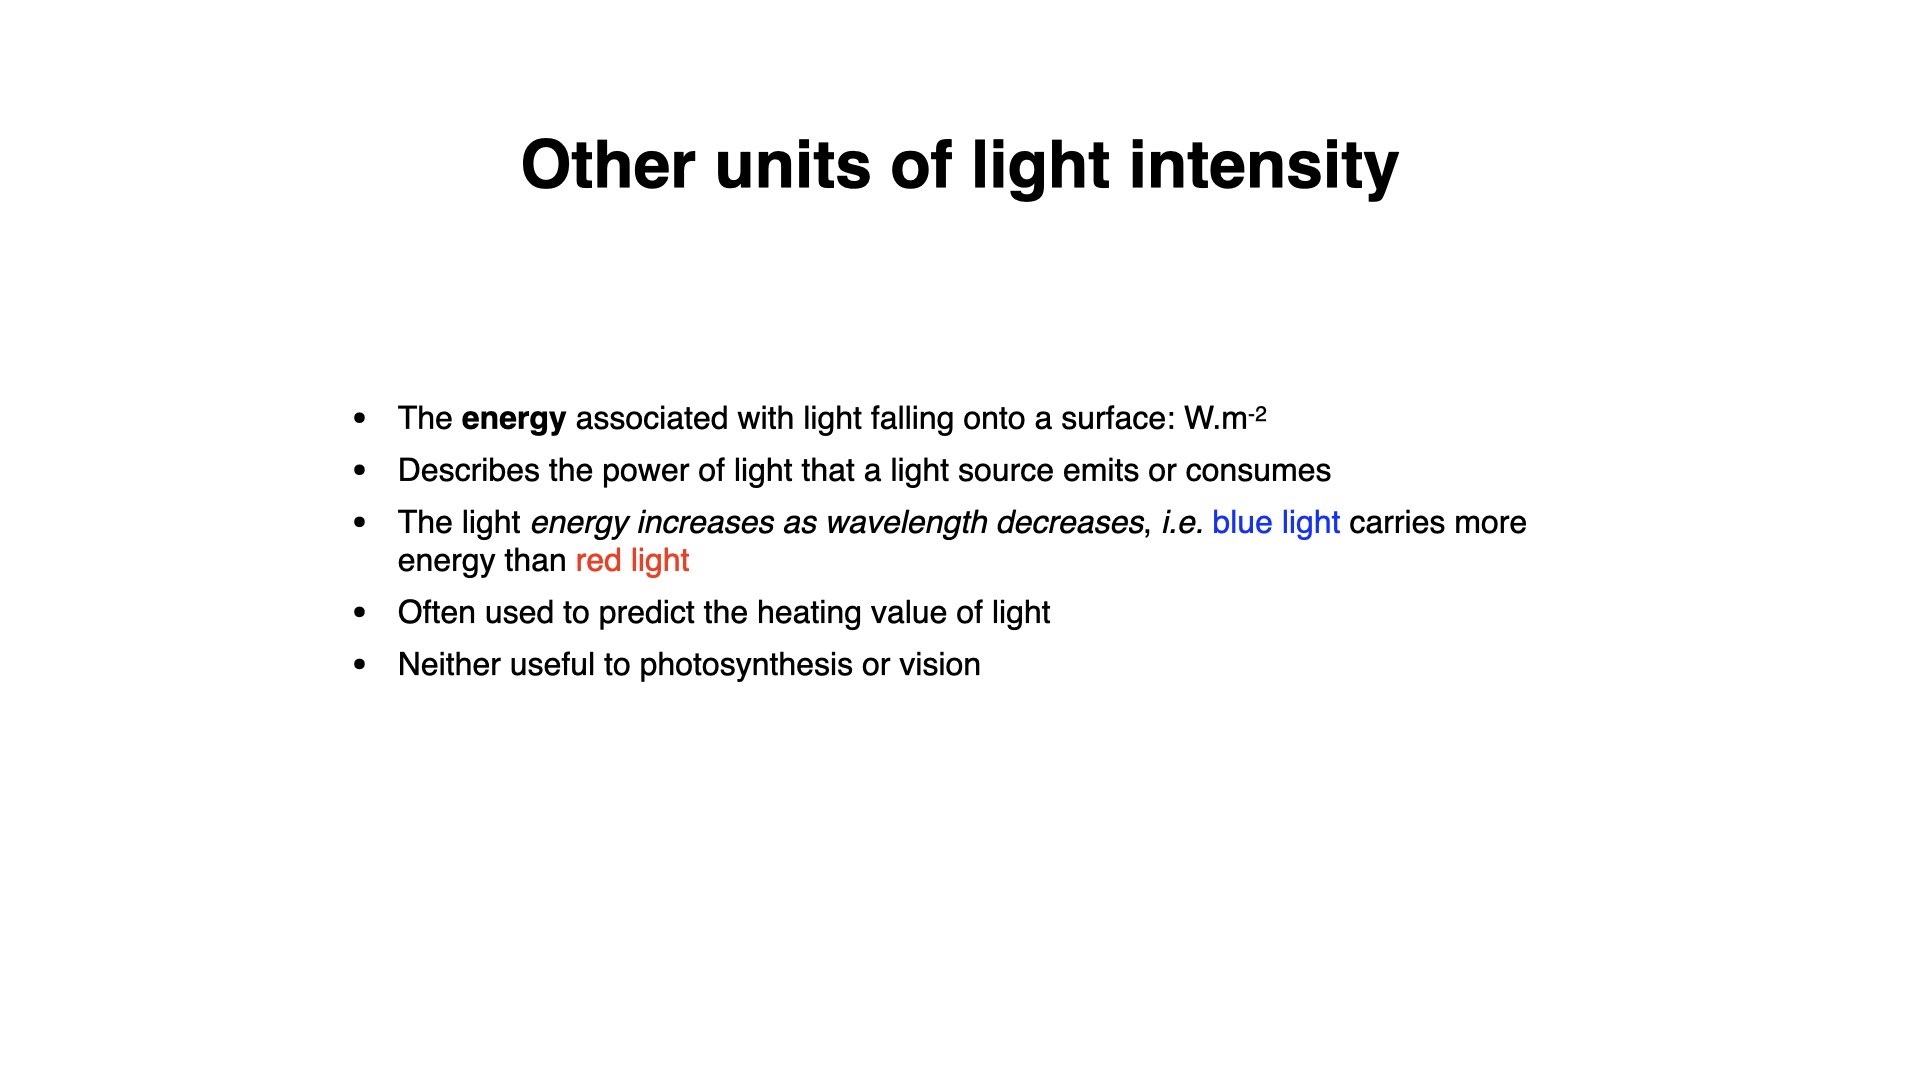 Other units of light intensity
• The energy associated with light falling onto a surface: W.m-2
• Describes the power of light that a light source emits or consumes
• The light energy increases as wavelength decreases, i.e. blue light carries more
energy than red light
• Often used to predict the heating value of light
• Neither useful to photosynthesis or vision